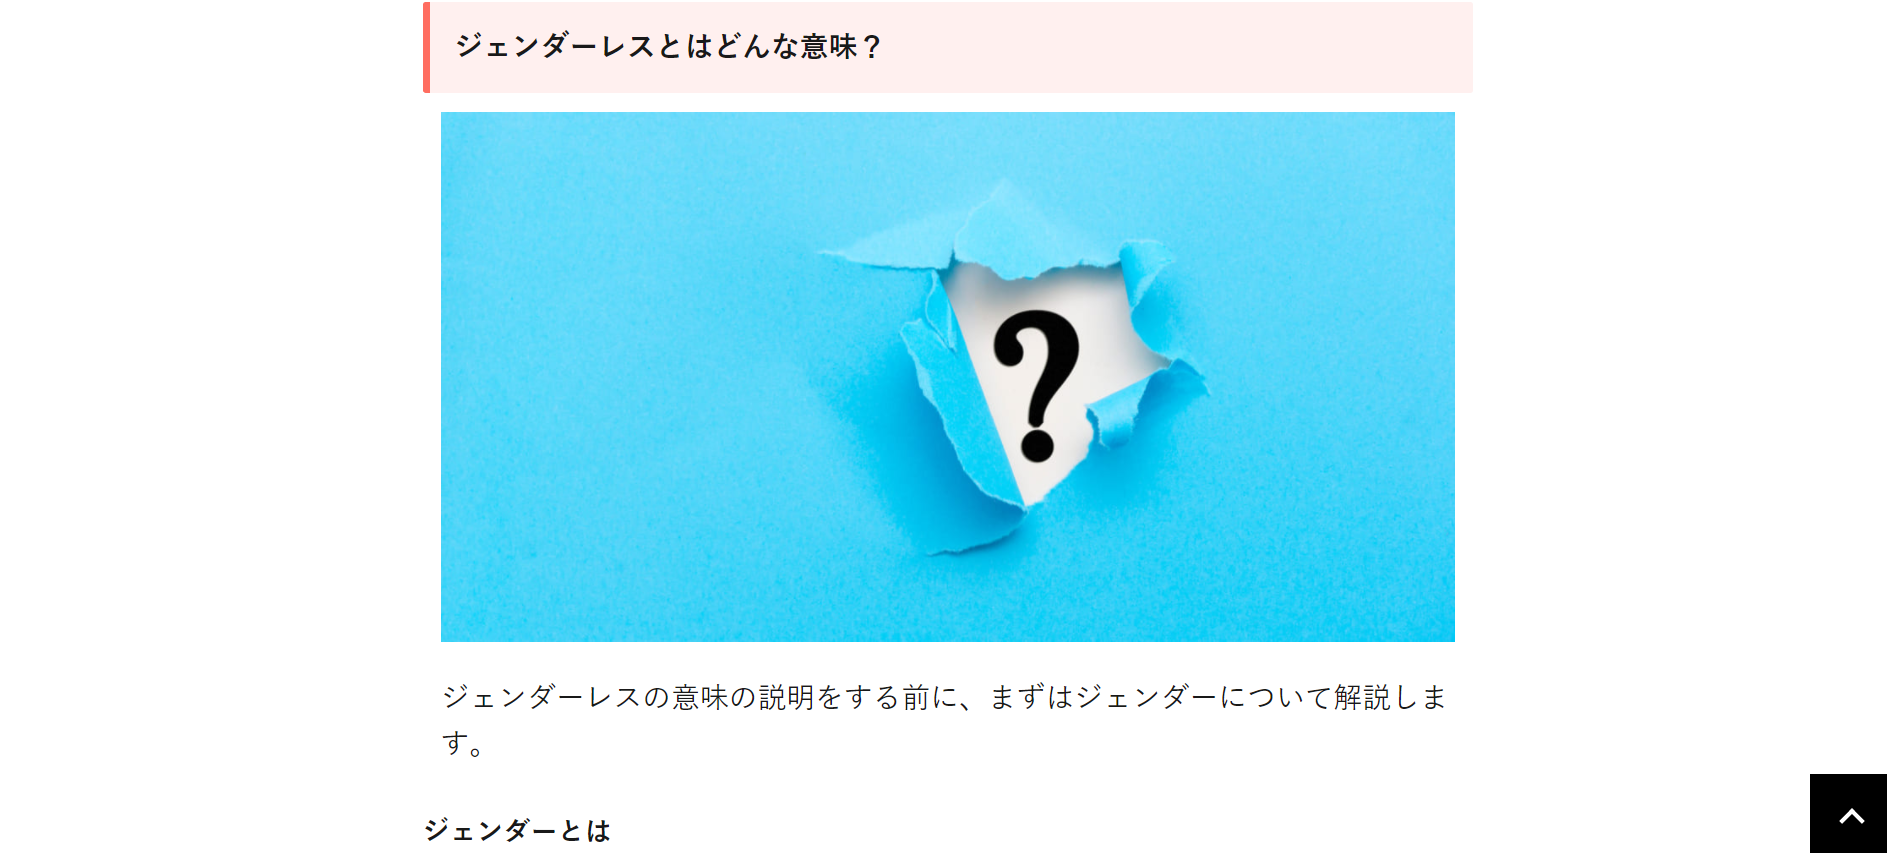 ジェンダーレスとはどんな意味？
?
ジェンダーレスの意味の説明をする前に、まずはジェンダーについて解説しま
す。
ジェンダーとは